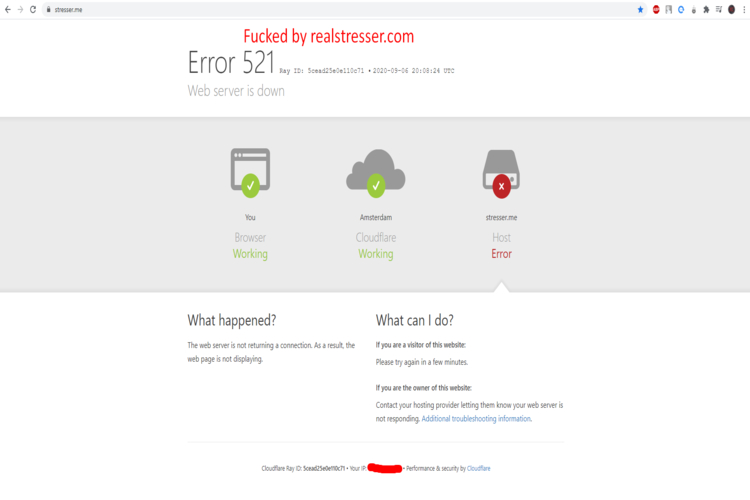 stresser.me
Fucked by realstresser.com
Error 521 Ray ID: 5cead25e0e110c71 • 2020-09-06 20:08:24 UTC
Web server is down
You
Browser
Working
Amsterdam
Cloudflare
Working
stresser.me
Host
Error
What happened?
The web server is not returning a connection. As a result, the
web page is not displaying.
What can I do?
If you are a visitor of this website:
Please try again in a few minutes.
If you are the owner of this website:
Contact your hosting provider letting them know your web server is
not responding. Additional troubleshooting information.
Cloudflare Ray ID: 5cead25e0e110c71 • Your IP: • Performance & security by Cloudflare